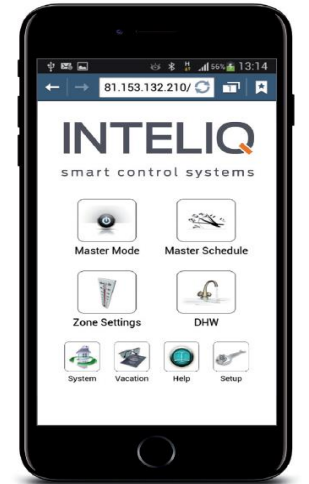 56% 13:14
81.153.132.210/
INTELIQ
smart control systems
Master Mode Master Schedule
Zone Settings DHW
System Vacation Help Setup